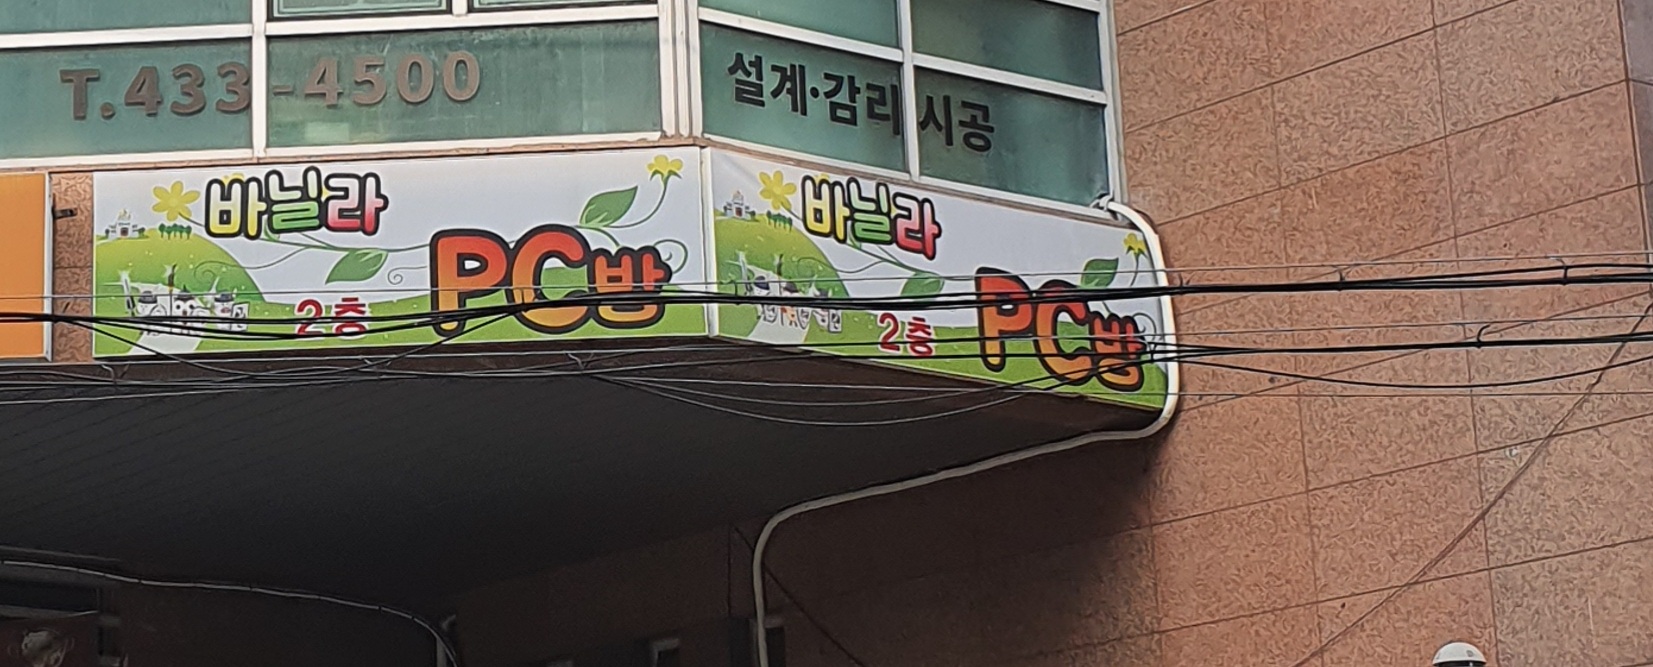 T.433-4500
설계·감리 시공
바닐라
2층 PC방
바닐라
2층 PC방